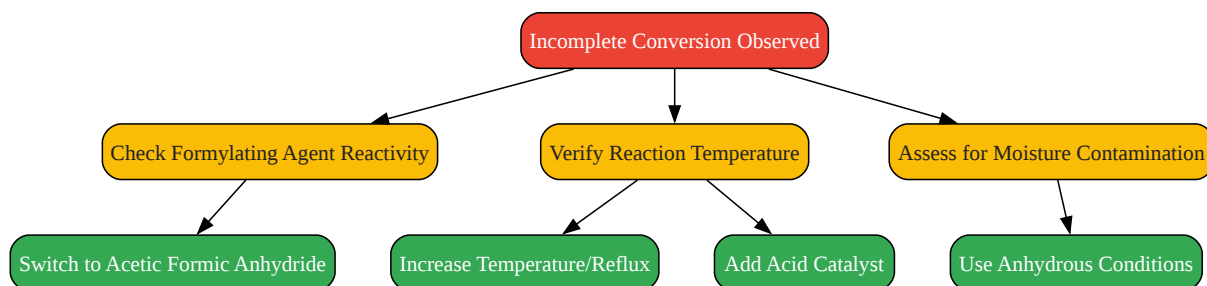 Incomplete Conversion Observed
Check Formylating Agent Reactivity
Verify Reaction Temperature
Assess for Moisture Contamination
Switch to Acetic Formic Anhydride
Increase Temperature/Reflux
Add Acid Catalyst
Use Anhydrous Conditions